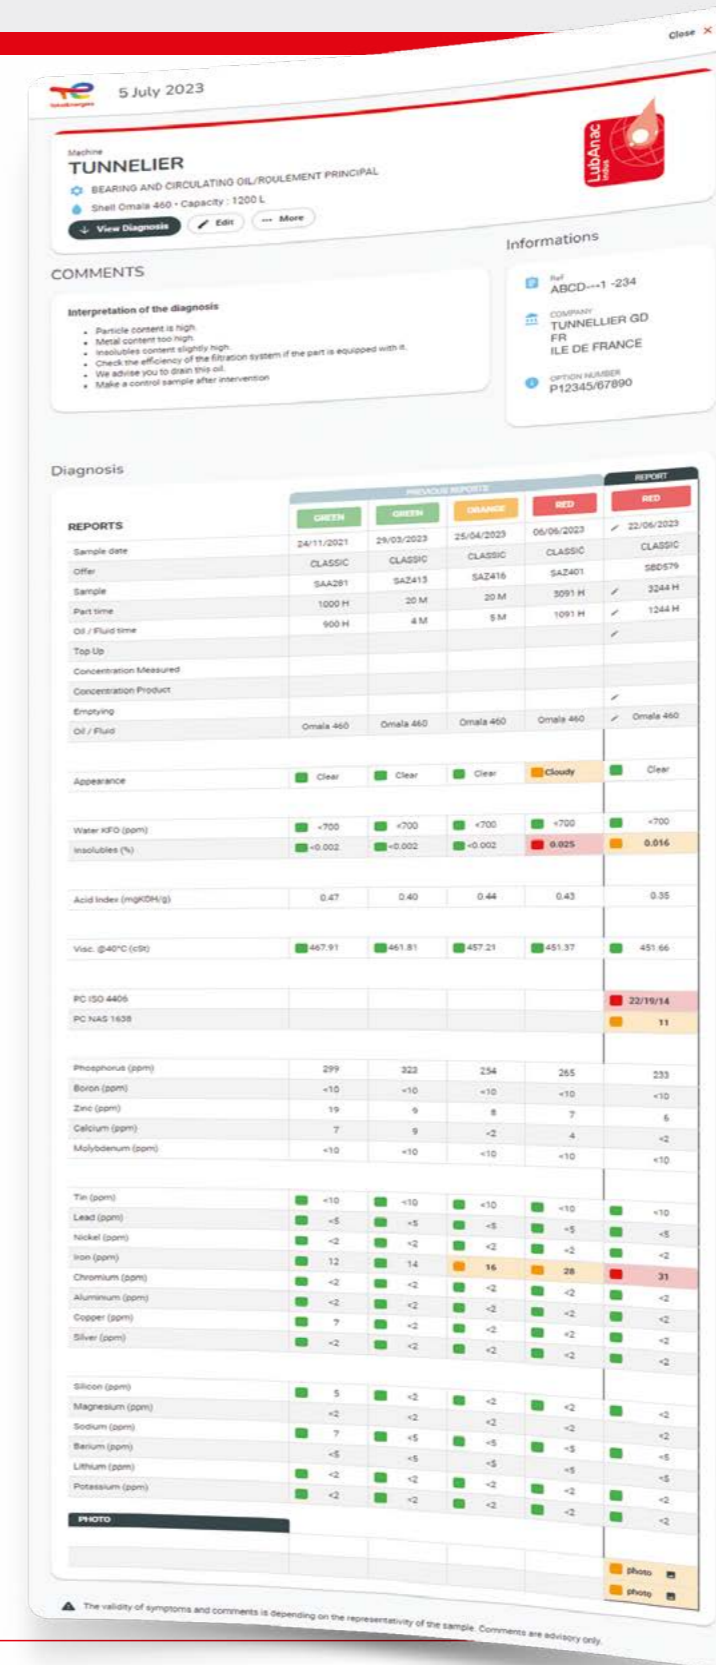 Close ×
TotalEnergies
5 July 2023
LubAnac
Indus
Machine
TUNNELIER
BEARING AND CIRCULATING OIL/ROULEMENT PRINCIPAL
Shell Omala 460 • Capacity : 1200 L
View Diagnosis Edit More
COMMENTS
Interpretation of the diagnosis
• Particle content is high.
• Metal content too high.
• Insolubles content slightly high.
• Check the efficiency of the filtration system if the part is equipped with it.
• We advise you to drain this oil.
• Make a control sample after intervention
Informations
Ref
ABCD---1 -234
COMPANY
TUNNELLIER GD
FR
ILE DE FRANCE
OPTION NUMBER
P12345/67890
Diagnosis
PREVIOUS REPORTS REPORT
REPORTS GREEN GREEN ORANGE RED RED
Sample date 24/11/2021 29/03/2023 25/04/2023 06/06/2023 22/06/2023
Offer CLASSIC CLASSIC CLASSIC CLASSIC CLASSIC
Sample SAA281 SAZ413 SAZ416 SAZ401 SBD579
Part time 1000 H 20 M 20 M 3091 H 3244 H
Oil / Fluid time 900 H 4 M 5 M 1091 H 1244 H
Top Up
Concentration Measured
Concentration Product
Emptying
Oil / Fluid Omala 460 Omala 460 Omala 460 Omala 460 Omala 460
Appearance Clear Clear Clear Cloudy Clear
Water KFO (ppm) <700 <700 <700 <700 <700
Insolubles (%) <0.002 <0.002 <0.002 0.025 0.016
Acid Index (mgKOH/g) 0.47 0.40 0.44 0.43 0.35
Visc. @40°C (cSt) 467.91 461.81 457.21 451.37 451.66
PC ISO 4406 22/19/14
PC NAS 1638 11
Phosphorus (ppm) 299 322 254 265 233
Boron (ppm) <10 <10 <10 <10 <10
Zinc (ppm) 19 9 8 7 6
Calcium (ppm) 7 9 <2 4 <2
Molybdenum (ppm) <10 <10 <10 <10 <10
Tin (ppm) <10 <10 <10 <10 <10
Lead (ppm) <5 <5 <5 <5 <5
Nickel (ppm) <2 <2 <2 <2 <2
Iron (ppm) 12 14 16 28 31
Chromium (ppm) <2 <2 <2 <2 <2
Aluminum (ppm) <2 <2 <2 <2 <2
Copper (ppm) 7 <2 <2 <2 <2
Silver (ppm) <2 <2 <2 <2 <2
Silicon (ppm) 5 <2 <2 <2 <2
Magnesium (ppm) <2 <2 <2 <2 <2
Sodium (ppm) 7 <5 <5 <5 <5
Barium (ppm) <5 <5 <5 <5 <5
Lithium (ppm) <2 <2 <2 <2 <2
Potassium (ppm) <2 <2 <2 <2 <2
PHOTO
photo
photo
The validity of symptoms and comments is depending on the representativity of the sample. Comments are advisory only.